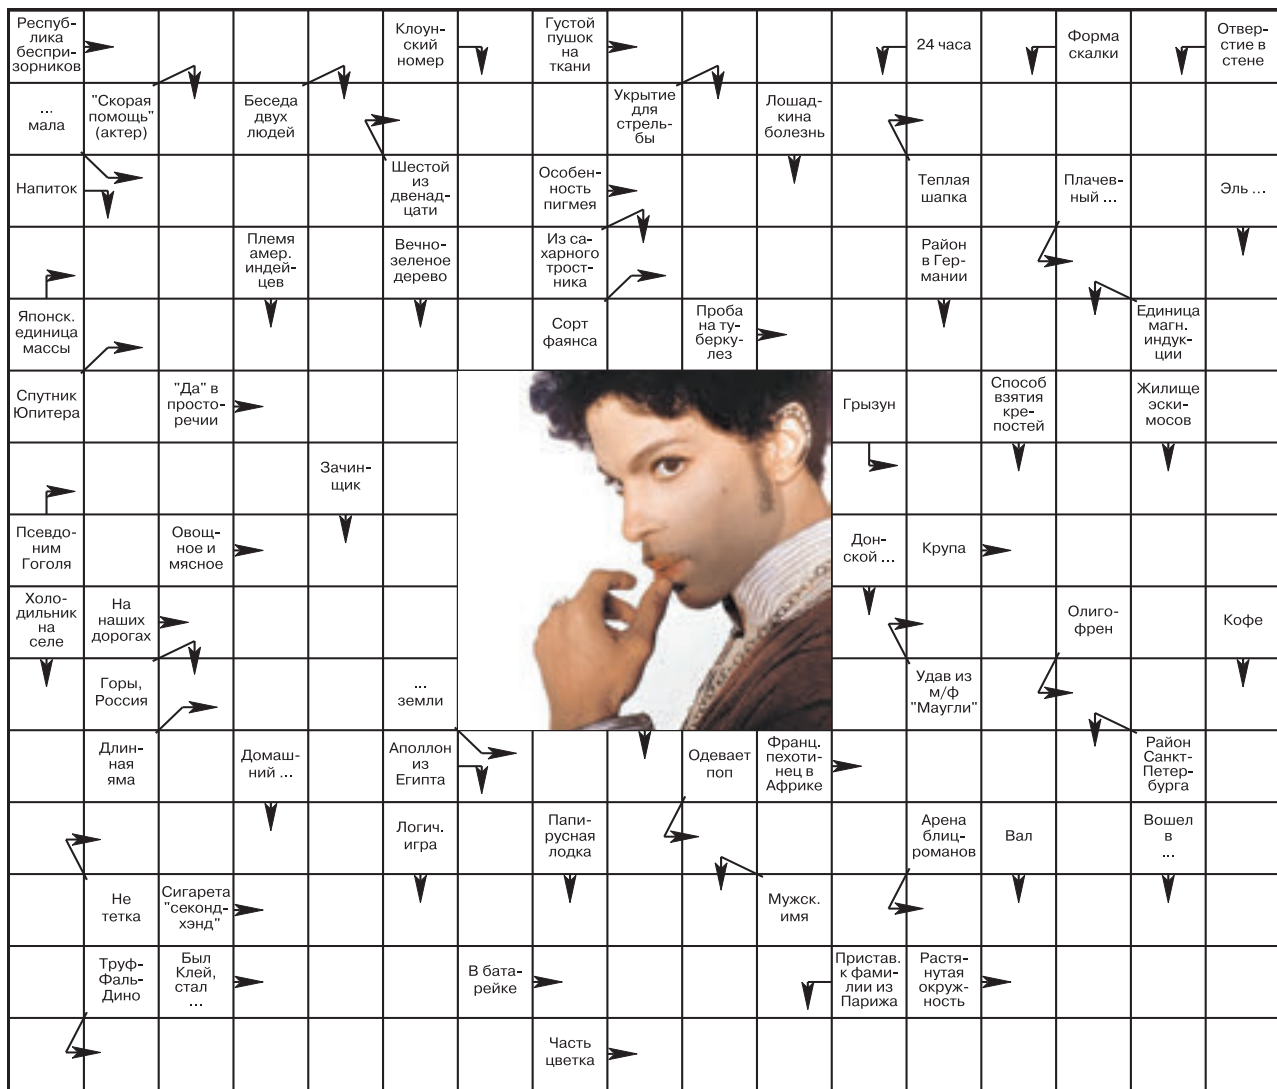 Респуб-
лика
беспри-
зорников
Клоун-
ский
номер
Густой
пушок
на
ткани
24 часа
Форма
скалки
Отвер-
стие в
стене
...
мала
"Скорая
помощь"
(актер)
Беседа
двух
людей
Укрытие
для
стрель-
бы
Лошад-
кина
болезнь
Напиток
Шестой
из
двенад-
цати
Особен-
ность
пигмея
Теплая
шапка
Плачев-
ный ...
Эль ...
Племя
амер.
индей-
цев
Вечно-
зеленое
дерево
Из са-
харного
трост-
ника
Район
в Гер-
мании
Японск.
единица
массы
Сорт
фаянса
Проба
на ту-
берку-
лез
Единица
магн.
индук-
ции
Спутник
Юпитера
"Да" в
просто-
речии
Грызун
Способ
взятия
кре-
постей
Жилище
эски-
мосов
Зачин-
щик
Псевдо-
ним
Гоголя
Овощ-
ное и
мясное
Дон-
ской ...
Крупа
Холо-
дильник
на
селе
На
наших
дорогах
Олиго-
френ
Кофе
Горы,
Россия
...
земли
Удав из
м/ф
"Маугли"
Длин-
ная
яма
Домаш-
ний ...
Аполлон
из
Египта
Одевает
поп
Франц.
пехоти-
нец в
Африке
Район
Санкт-
Петер-
бурга
Логич.
игра
Папи-
русная
лодка
Арена
блиц-
романов
Вал
Вошел
в
...
Не
тетка
Сигарета
"секонд-
хэнд"
Мужск.
имя
Труф-
Фаль-
Дино
Был
Клей,
стал
...
В бата-
рейке
Пристав.
к фами-
лии из
Парижа
Растя-
нутая
окруж-
ность
Часть
цветка